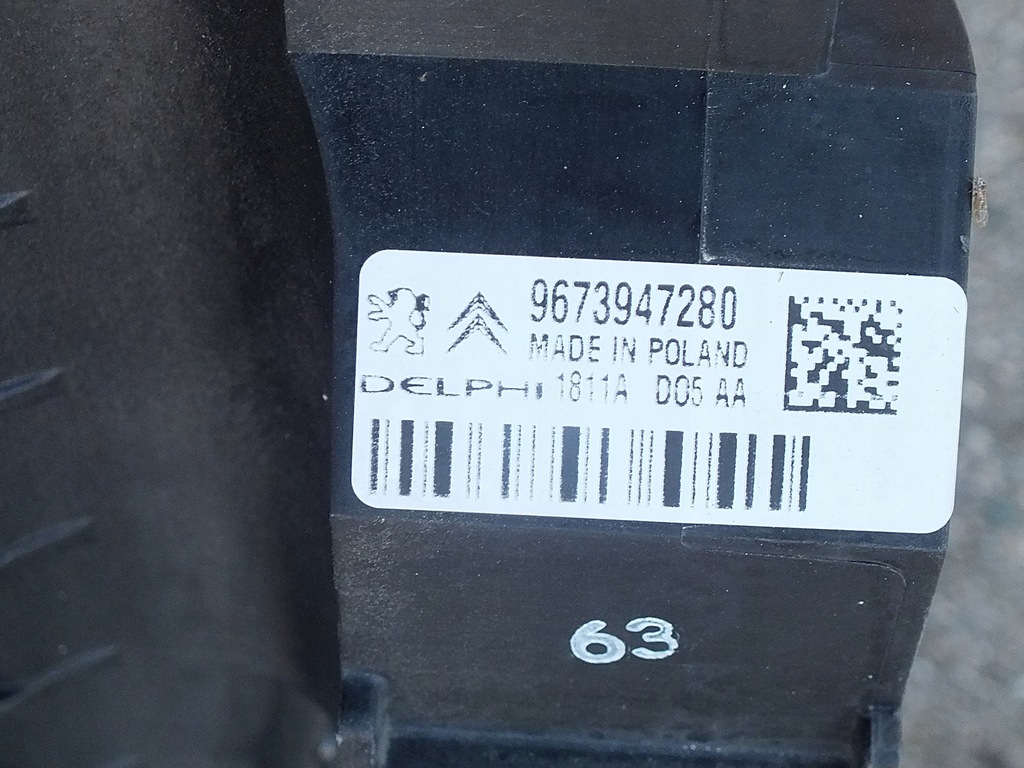 9673947280
MADE IN POLAND
DELPHI 1811A D05 AA
63